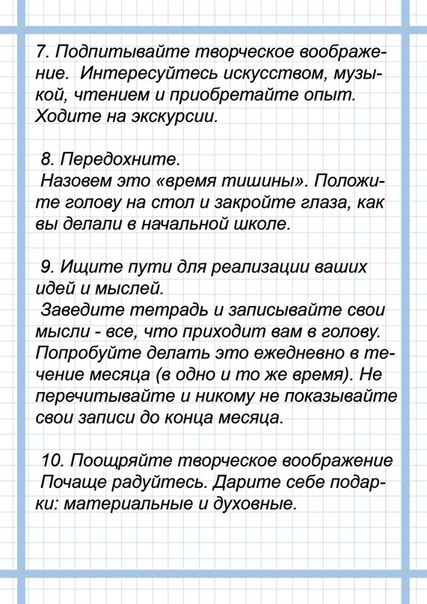 7. Подпитывайте творческое воображе-
ние. Интересуйтесь искусством, музы-
кой, чтением и приобретайте опыт.
Ходите на экскурсии.
8. Передохните.
Назовем это «время тишины». Положи-
те голову на стол и закройте глаза, как
вы делали в начальной школе.
9. Ищите пути для реализации ваших
идей и мыслей.
Заведите тетрадь и записывайте свои
мысли - все, что приходит вам в голову.
Попробуйте делать это ежедневно в те-
чение месяца (в одно и то же время). Не
перечитывайте и никому не показывайте
свои записи до конца месяца.
10. Поощряйте творческое воображение
Почаще радуйтесь. Дарите себе подар-
ки: материальные и духовные.